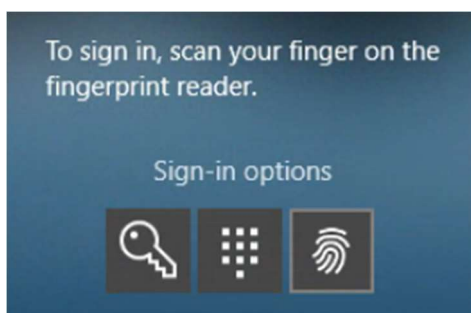 To sign in, scan your finger on the
fingerprint reader.
Sign-in options